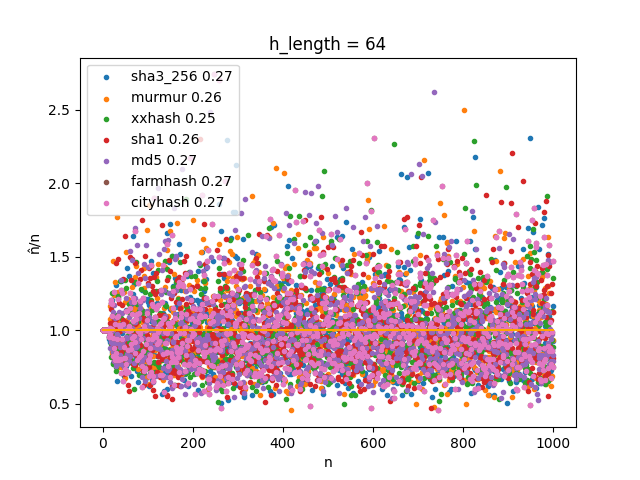 h_length = 64
sha3_256 0.27
murmur 0.26
xxhash 0.25
sha1 0.26
md5 0.27
farmhash 0.27
cityhash 0.27
n̂/n
2.5
2.0
1.5
1.0
0.5
0 200 400 600 800 1000
n